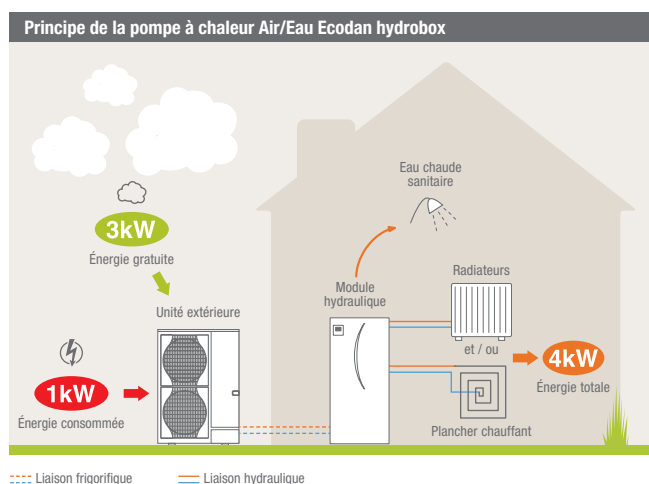 Principe de la pompe à chaleur Air/Eau Ecodan hydrobox
Eau chaude
sanitaire
3kW
Énergie gratuite
Unité extérieure
Module
hydraulique
Radiateurs
et / ou
4kW
Énergie totale
1kW
Énergie consommée
Plancher chauffant
Liaison frigorifique
Liaison hydraulique